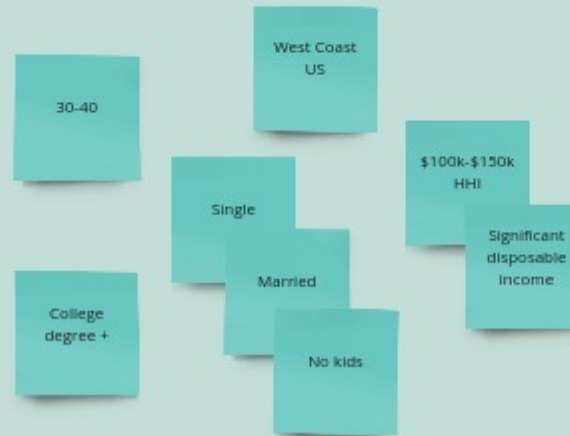 West Coast
US
30-40
$100k-$150k
HHI
Single
Significant
disposable
income
Married
College
degree +
No kids